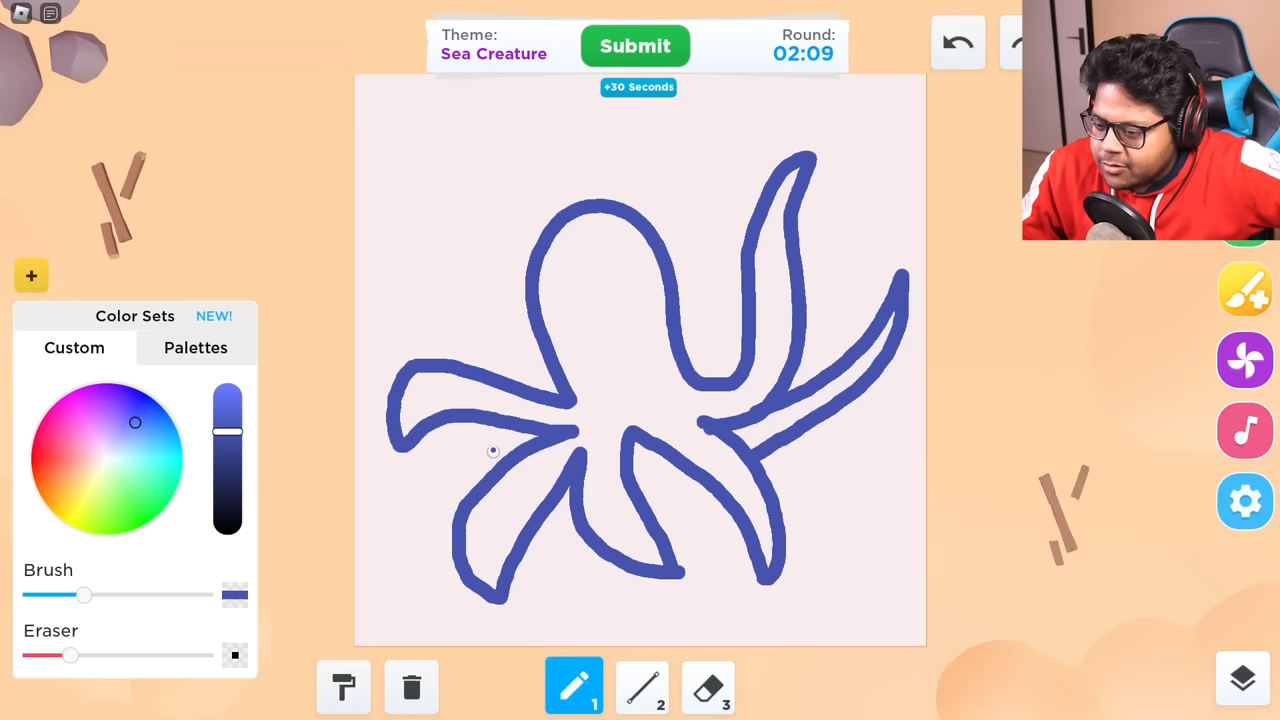 Theme:
Sea Creature
Submit
Round:
02:09
+30 Seconds
+
Color Sets NEW!
Custom
Palettes
Brush
Eraser
1
2
3